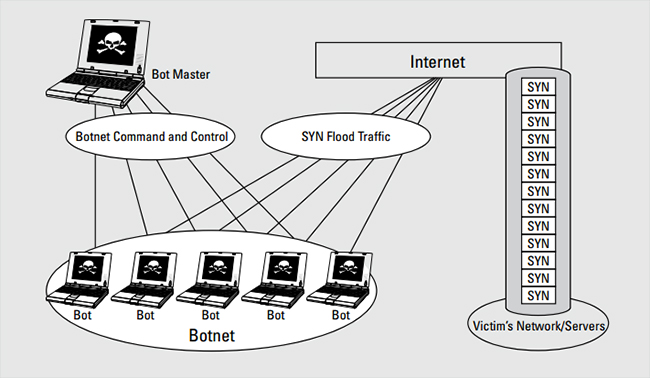 Bot Master
Internet
Botnet Command and Control
SYN Flood Traffic
SYN
SYN
SYN
SYN
SYN
SYN
SYN
SYN
SYN
SYN
SYN
SYN
SYN
Bot
Bot
Bot
Bot
Bot
Botnet
Victim's Network/Servers